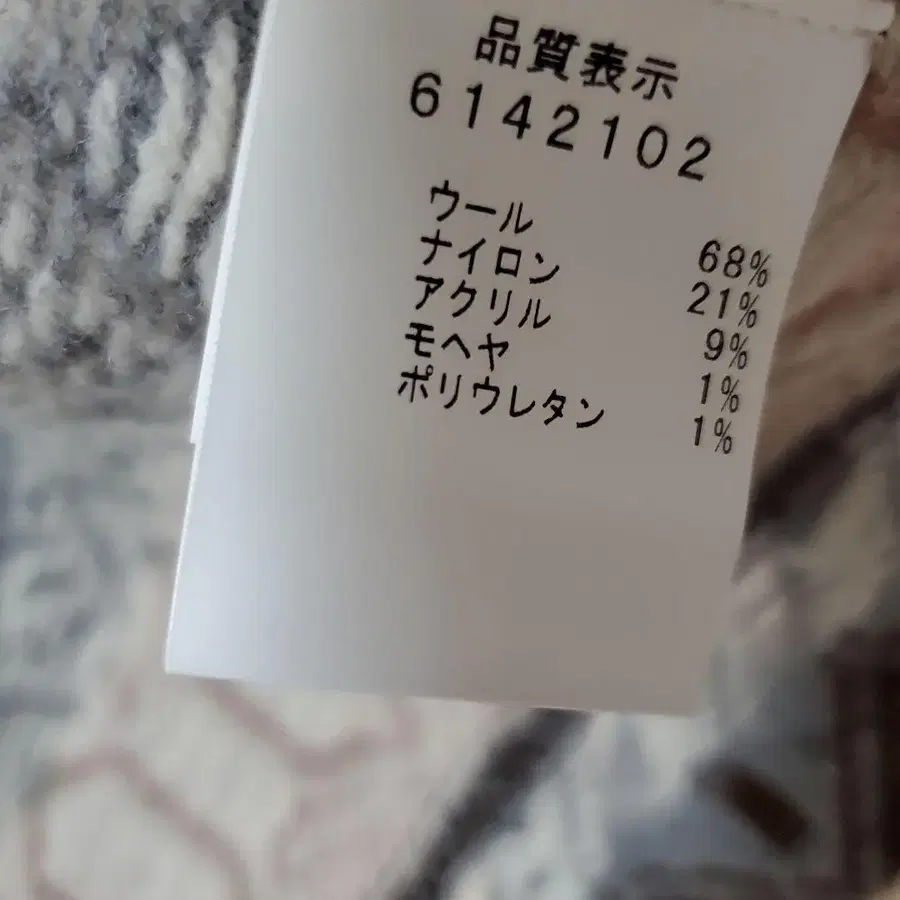 品質表示
6142102
ウール 68%
ナイロン 21%
アクリル 9%
モヘヤ 1%
ポリウレタン 1%